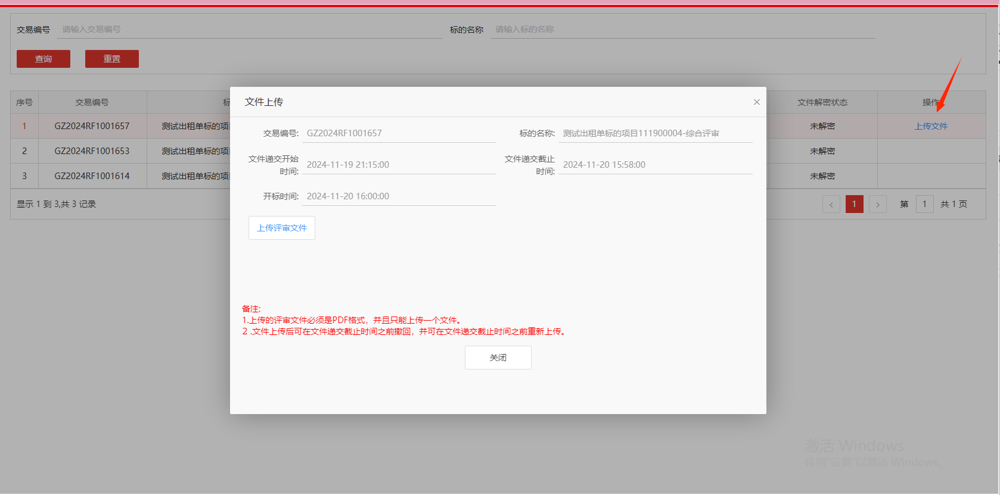 交易编号 请输入交易编号 标的名称 请输入标的名称
查询 重置
序号 交易编号 标 文件解密状态 操作
1 GZ2024RF1001657 测试出租单标的项 未解密 上传文件
2 GZ2024RF1001653 测试出租单标的项 未解密
3 GZ2024RF1001614 测试出租单标的项 未解密
显示 1 到 3,共 3 记录 < 1 > 第 1 共 1 页
文件上传 ×
交易编号: GZ2024RF1001657 标的名称: 测试出租单标的项目111900004-综合评审
文件递交开始时间: 2024-11-19 21:15:00 文件递交截止时间: 2024-11-20 15:58:00
开标时间: 2024-11-20 16:00:00
上传评审文件
备注:
1.上传的评审文件必须是PDF格式，并且只能上传一个文件。
2 .文件上传后可在文件递交截止时间之前撤回，并可在文件递交截止时间之前重新上传。
关闭
激活 Windows
转到"设置"以激活 Windows。